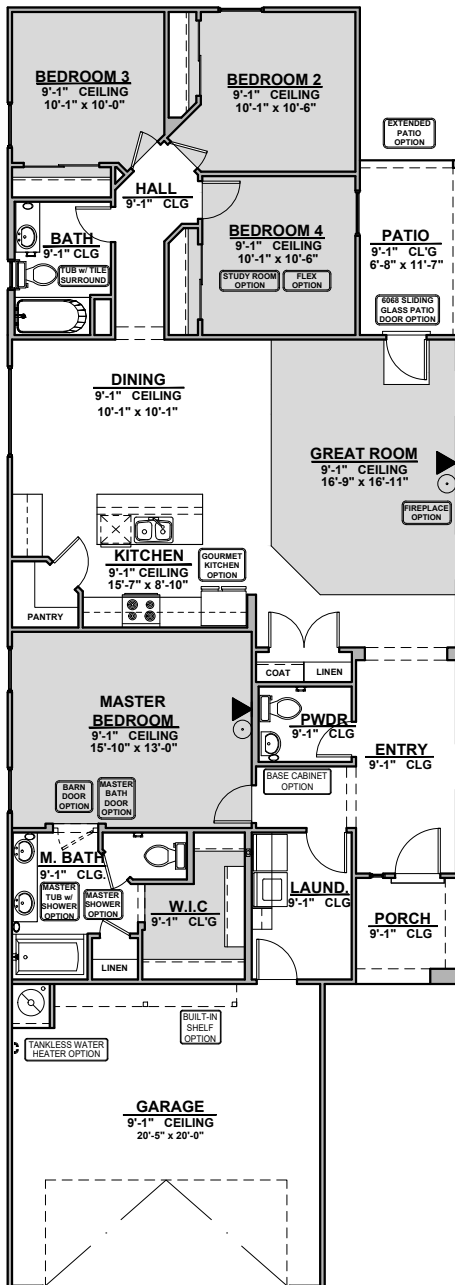 BEDROOM 3
9'-1" CEILING
10'-1" x 10'-0"
BEDROOM 2
9'-1" CEILING
10'-1" x 10'-6"
EXTENDED
PATIO
OPTION
HALL
9'-1" CLG
BATH
9'-1" CLG
TUB w/ TILE
SURROUND
BEDROOM 4
9'-1" CEILING
10'-1" x 10'-6"
STUDY ROOM
OPTION
FLEX
OPTION
PATIO
9'-1" CL'G
6'-8" x 11'-7"
6068 SLIDING
GLASS PATIO
DOOR OPTION
DINING
9'-1" CEILING
10'-1" x 10'-1"
GREAT ROOM
9'-1" CEILING
16'-9" x 16'-11"
FIREPLACE
OPTION
KITCHEN
9'-1" CEILING
15'-7" x 8'-10"
GOURMET
KITCHEN
OPTION
PANTRY
COAT
LINEN
MASTER
BEDROOM
9'-1" CEILING
15'-10" x 13'-0"
PWDR
9'-1" CLG
ENTRY
9'-1" CLG
BASE CABINET
OPTION
BARN
DOOR
OPTION
MASTER
BATH
DOOR
OPTION
M. BATH
9'-1" CLG.
MASTER
TUB w/
SHOWER
OPTION
MASTER
SHOWER
OPTION
W.I.C
9'-1" CL'G
LAUND.
9'-1" CLG
PORCH
9'-1" CLG
LINEN
BUILT-IN
SHELF
OPTION
TANKLESS WATER
HEATER OPTION
GARAGE
9'-1" CEILING
20'-5" x 20'-0"